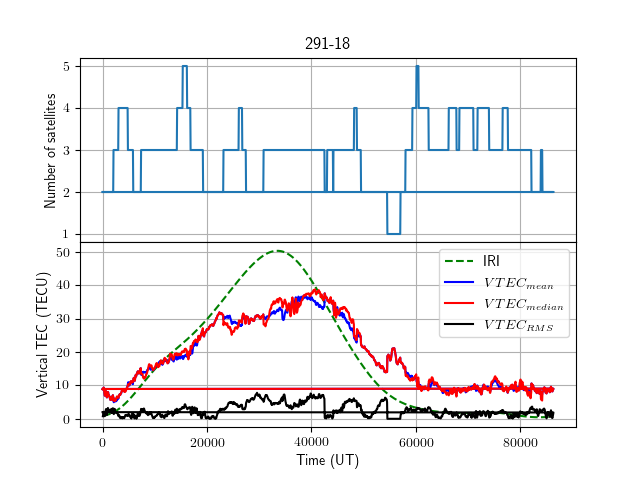 291-18
Number of satellites
5
4
3
2
1
Vertical TEC (TECU)
50
40
30
20
10
0
IRI
VTEC_mean
VTEC_median
VTEC_RMS
0 20000 40000 60000 80000
Time (UT)